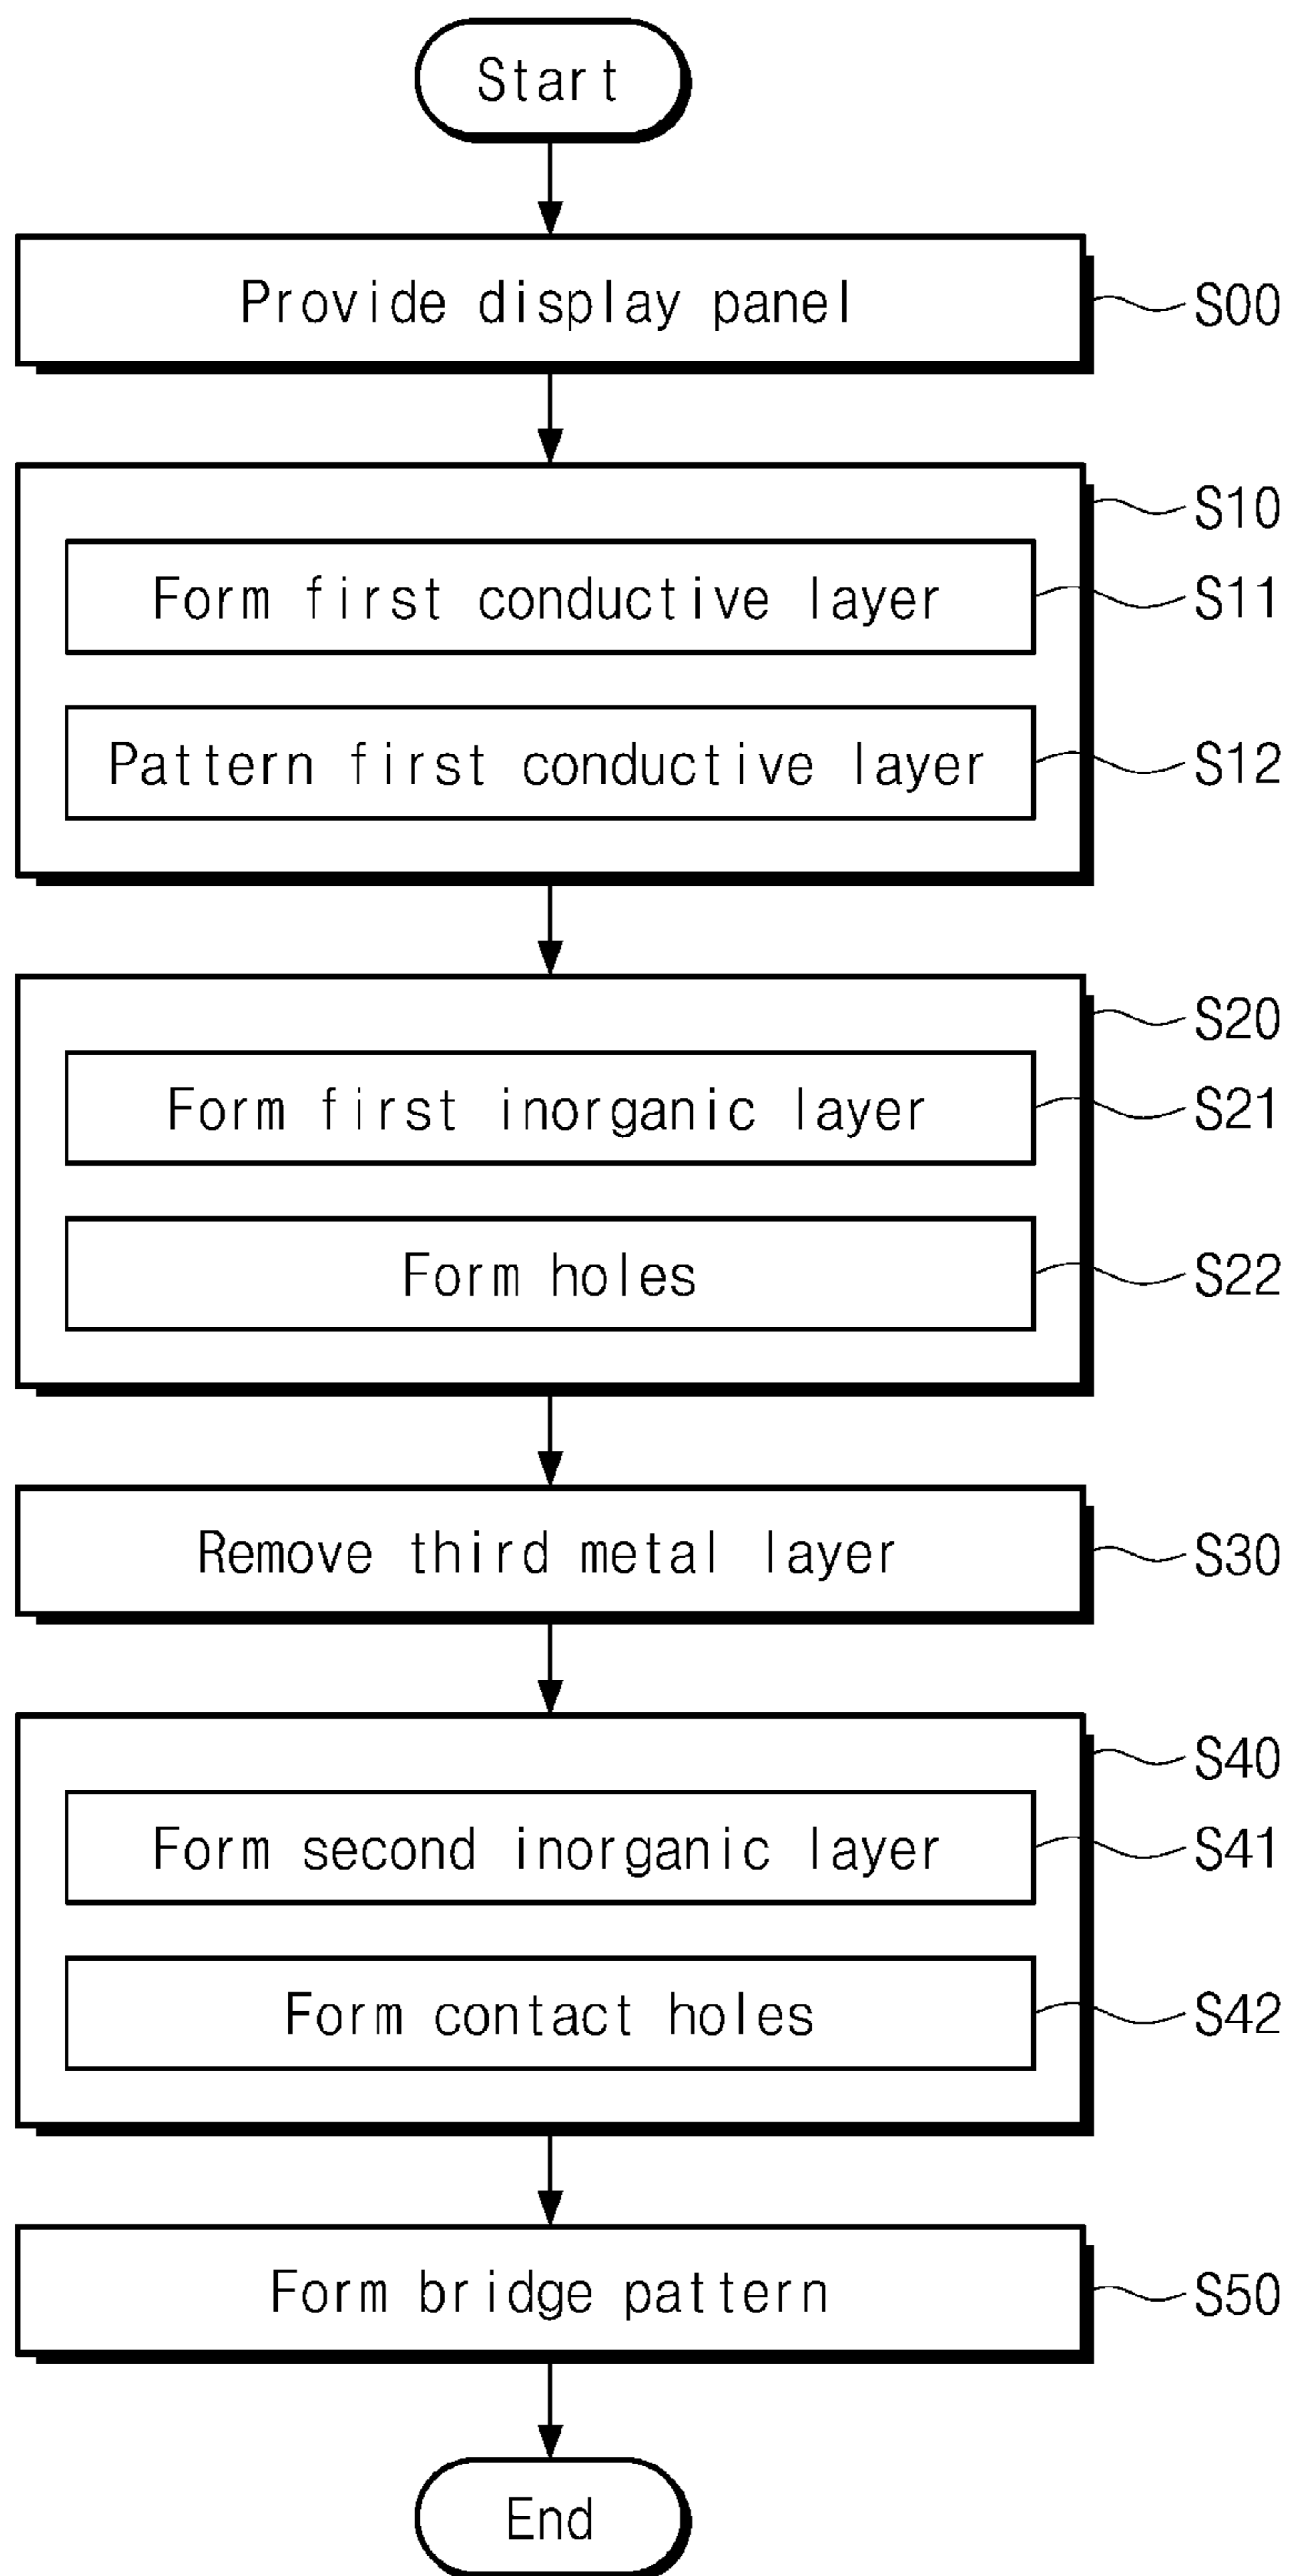 Start
Provide display panel
S00
S10
Form first conductive layer
S11
Pattern first conductive layer
S12
S20
Form first inorganic layer
S21
Form holes
S22
Remove third metal layer
S30
S40
Form second inorganic layer
S41
Form contact holes
S42
Form bridge pattern
S50
End